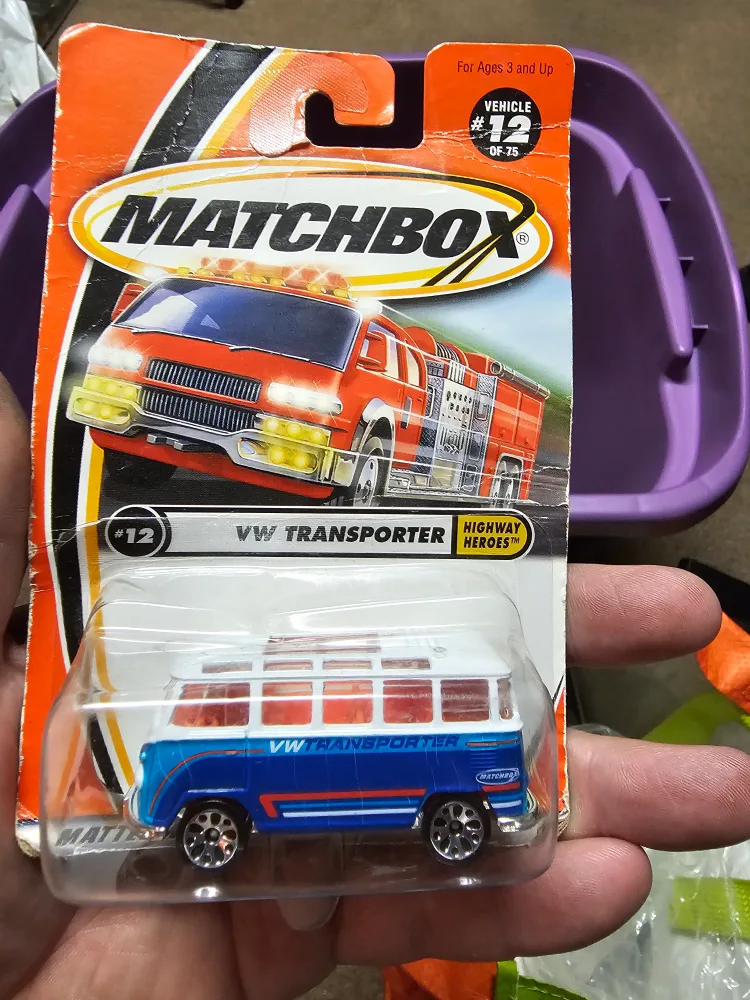 For Ages 3 and Up
VEHICLE
#12
OF 75
MATCHBOX®
#12 VW TRANSPORTER HIGHWAY HEROES™
VW TRANSPORTER
MATCHBOX